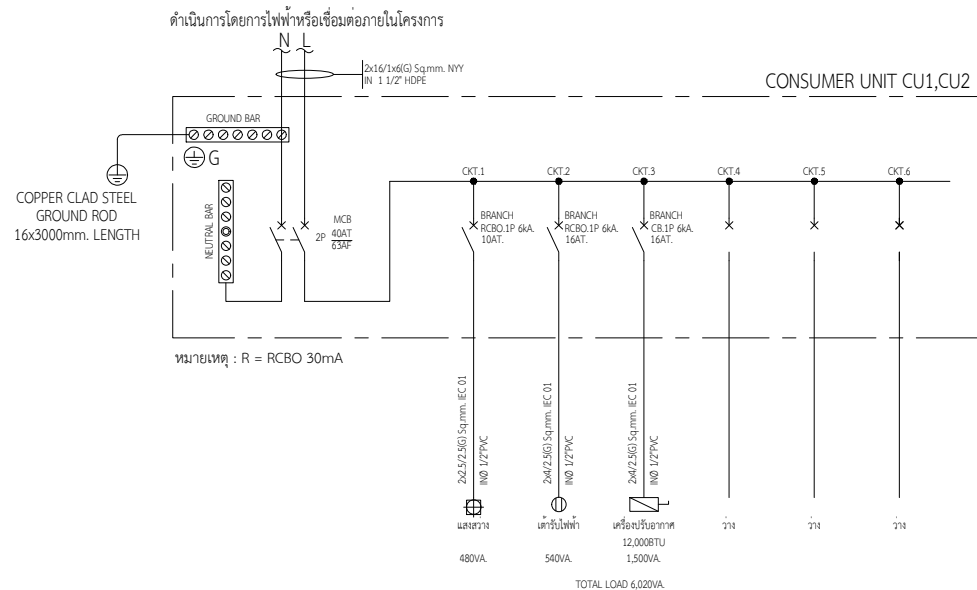 ดำเนินการโดยการไฟฟ้าหรือเชื่อมต่อภายในโครงการ
N L
2x16/1x6(G) Sq.mm. NYY
IN 1 1/2" HDPE
CONSUMER UNIT CU1,CU2
GROUND BAR
G
COPPER CLAD STEEL
GROUND ROD
16x3000mm. LENGTH
NEUTRAL BAR
MCB
2P 40AT
63AF
CKT.1 CKT.2 CKT.3 CKT.4 CKT.5 CKT.6
BRANCH
RCBO.1P 6kA.
10AT.
BRANCH
RCBO.1P 6kA.
16AT.
BRANCH
CB.1P 6kA.
16AT.
หมายเหตุ : R = RCBO 30mA
2x2.5/2.5(G) Sq.mm. IEC 01
INØ 1/2"PVC
2x4/2.5(G) Sq.mm. IEC 01
INØ 1/2"PVC
2x4/2.5(G) Sq.mm. IEC 01
INØ 1/2"PVC
แสงสว่าง เต้ารับไฟฟ้า เครื่องปรับอากาศ ว่าง ว่าง ว่าง
12,000BTU
480VA. 540VA. 1,500VA.
TOTAL LOAD 6,020VA.